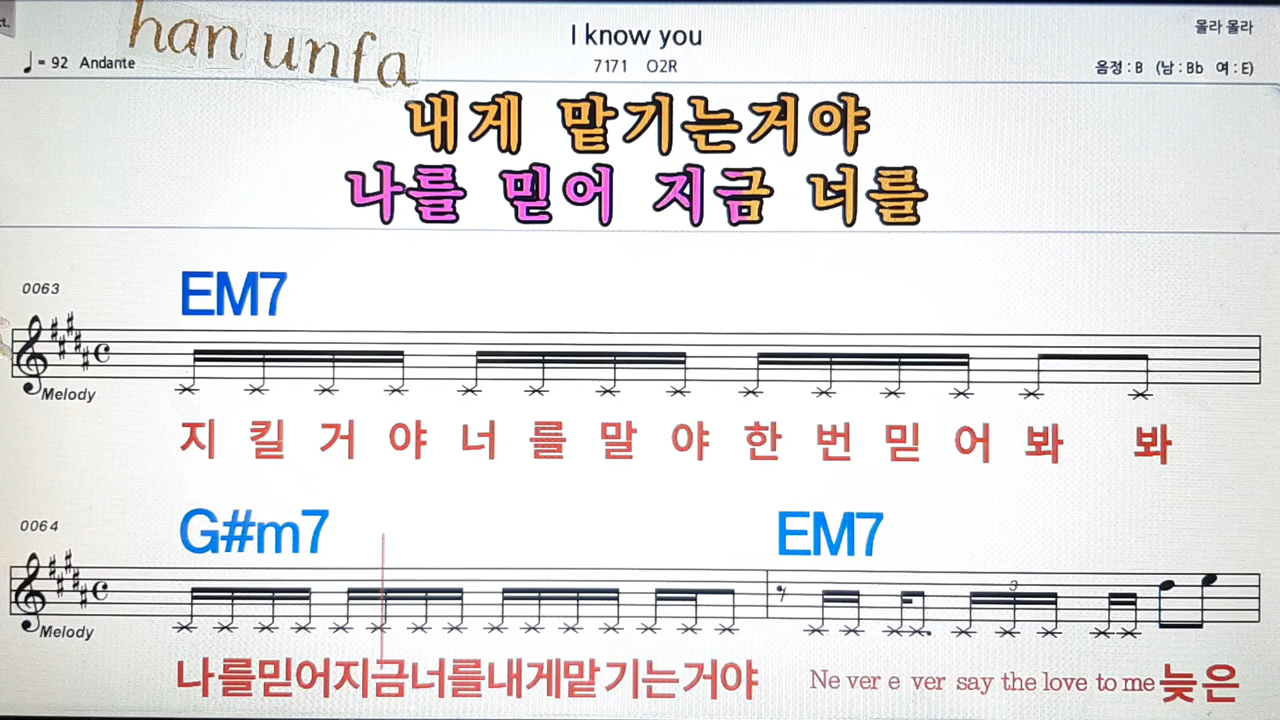 ct.
han unfa
I know you
몰라 몰라
♩= 92 Andante
7171 O2R
음정 : B (남 : Bb 여 : E)
내게 맡기는거야
나를 믿어 지금 너를
0063
EM7
Melody
지 킬 거 야 너 를 말 야 한 번 믿 어 봐 봐
0064
G#m7 EM7
3
Melody
나를믿어지금너를내게맡기는거야 Ne ver e ver say the love to me 늦은